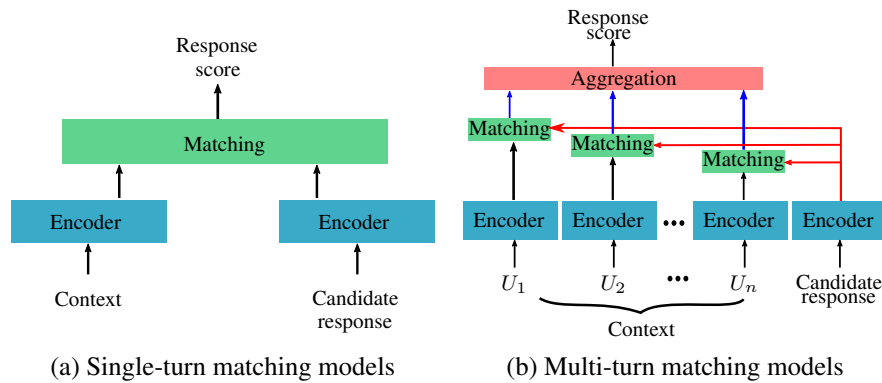 Response
score
Matching
Encoder
Encoder
Context
Candidate
response
(a) Single-turn matching models
Response
score
Aggregation
Matching
Matching
Matching
Encoder
Encoder
...
Encoder
Encoder
U1
U2
...
Un
Candidate
response
Context
(b) Multi-turn matching models